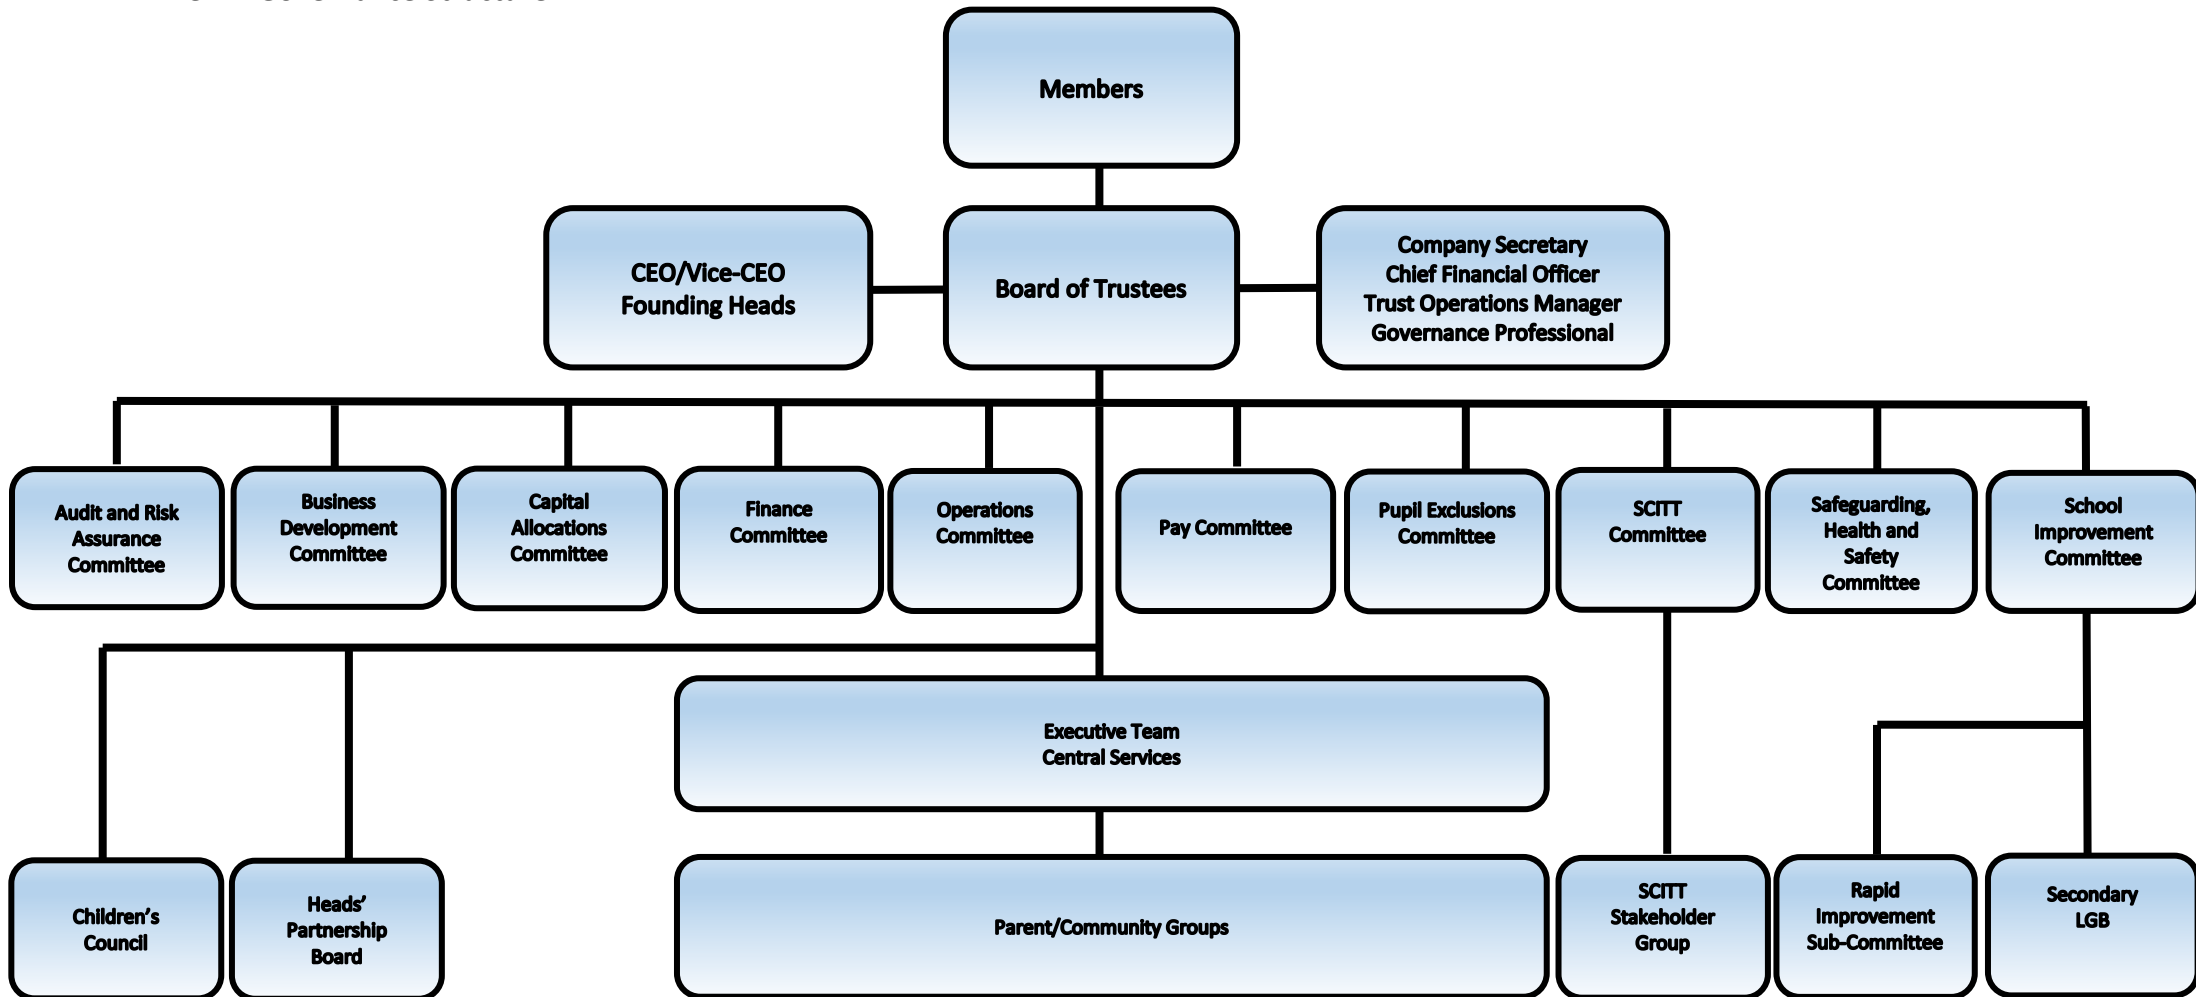 Governance Structure
Members
CEO/Vice-CEO
Founding Heads
Board of Trustees
Company Secretary
Chief Financial Officer
Trust Operations Manager
Governance Professional
Audit and Risk
Assurance
Committee
Business
Development
Committee
Capital
Allocations
Committee
Finance
Committee
Operations
Committee
Pay Committee
Pupil Exclusions
Committee
SCITT
Committee
Safeguarding,
Health and
Safety
Committee
School
Improvement
Committee
Executive Team
Central Services
Children’s
Council
Heads’
Partnership
Board
Parent/Community Groups
SCITT
Stakeholder
Group
Rapid
Improvement
Sub-Committee
Secondary
LGB